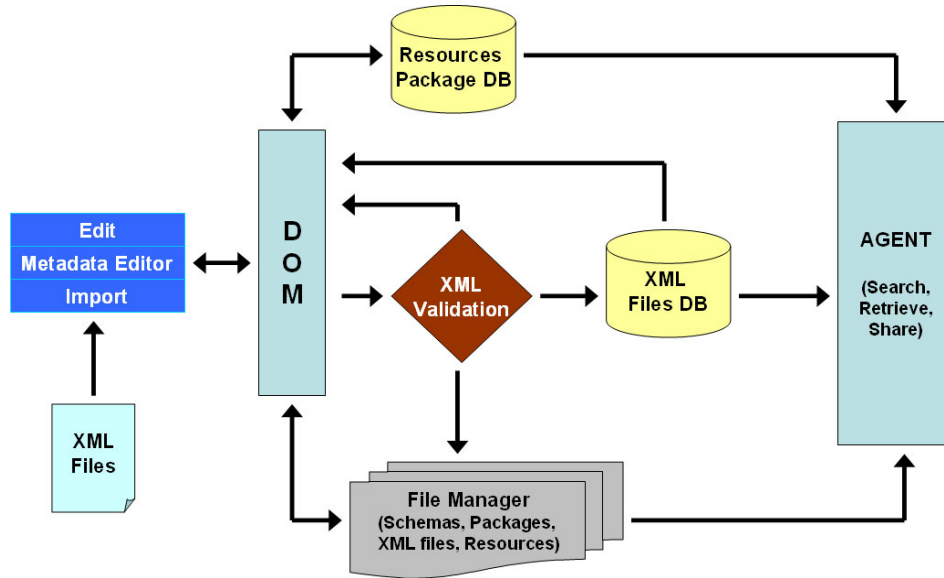 Resources
Package DB
D
O
M
Edit
Metadata Editor
Import
XML
Validation
XML
Files DB
AGENT
(Search,
Retrieve,
Share)
XML
Files
File Manager
(Schemas, Packages,
XML files, Resources)